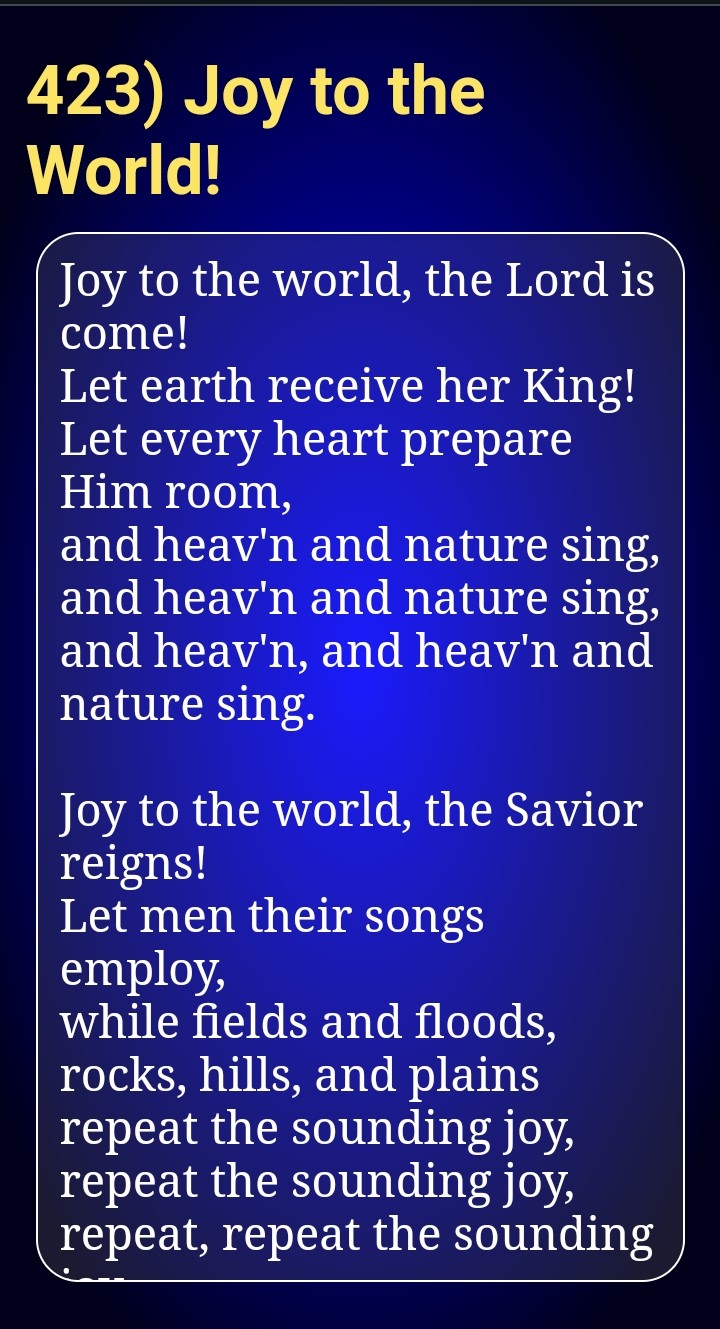 423) Joy to the
World!
Joy to the world, the Lord is
come!
Let earth receive her King!
Let every heart prepare
Him room,
and heav'n and nature sing,
and heav'n and nature sing,
and heav'n, and heav'n and
nature sing.
Joy to the world, the Savior
reigns!
Let men their songs
employ,
while fields and floods,
rocks, hills, and plains
repeat the sounding joy,
repeat the sounding joy,
repeat, repeat the sounding